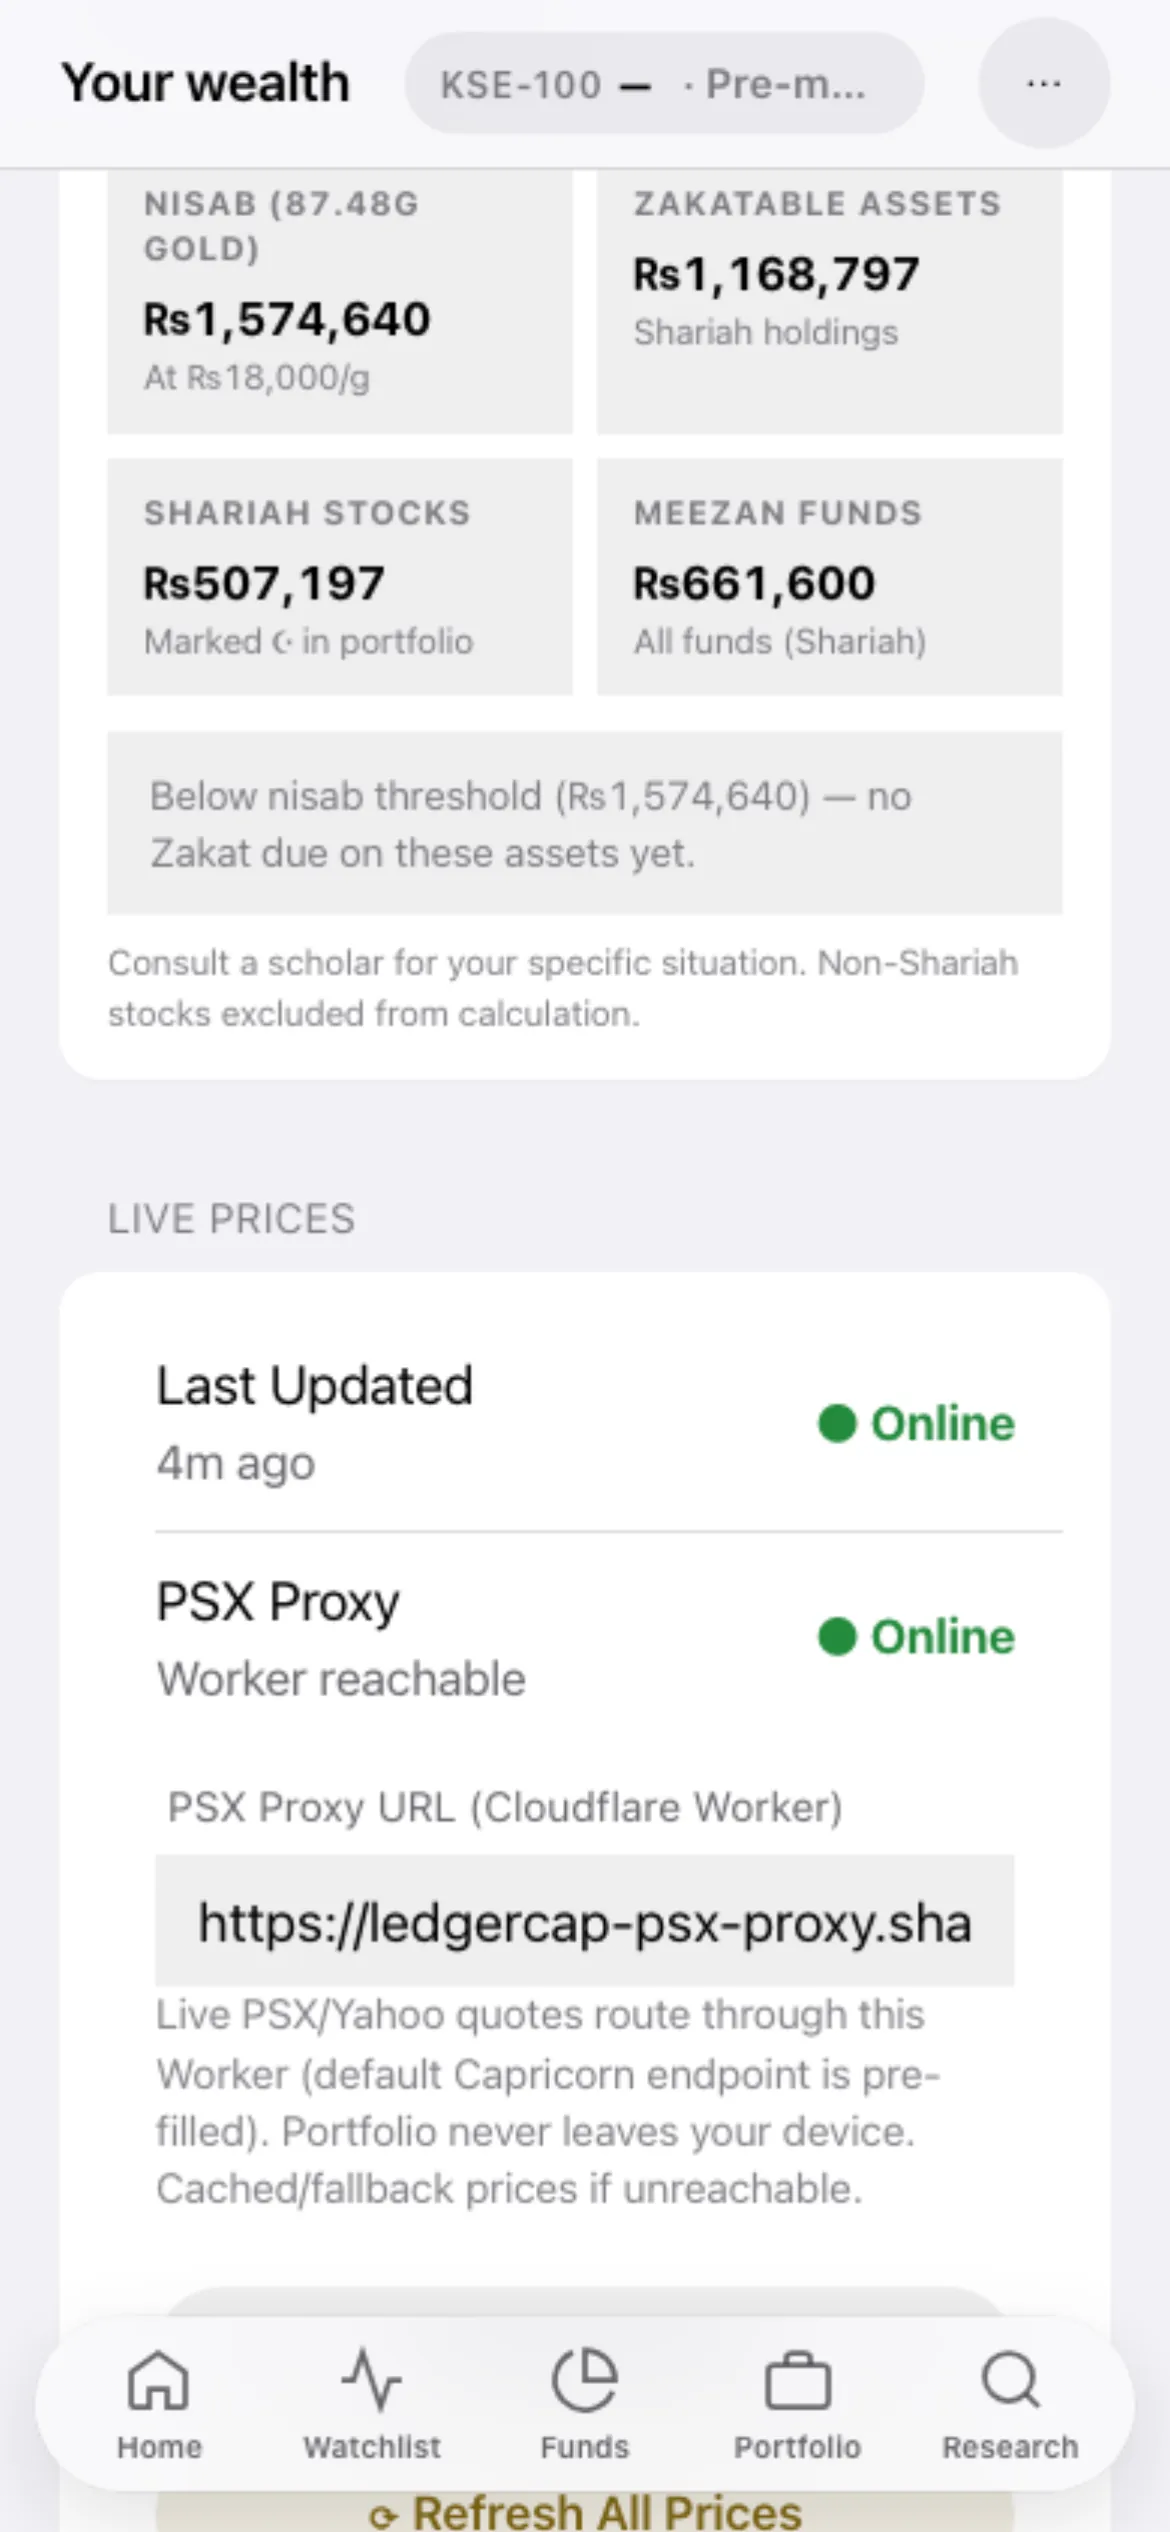 Your wealth
KSE-100 — · Pre-m...
...
NISAB (87.48G
GOLD)
Rs1,574,640
At Rs18,000/g
ZAKATABLE ASSETS
Rs1,168,797
Shariah holdings
SHARIAH STOCKS
Rs507,197
Marked ☪ in portfolio
MEEZAN FUNDS
Rs661,600
All funds (Shariah)
Below nisab threshold (Rs1,574,640) — no
Zakat due on these assets yet.
Consult a scholar for your specific situation. Non-Shariah
stocks excluded from calculation.
LIVE PRICES
Last Updated
4m ago
Online
PSX Proxy
Worker reachable
Online
PSX Proxy URL (Cloudflare Worker)
https://ledgercap-psx-proxy.sha
Live PSX/Yahoo quotes route through this
Worker (default Capricorn endpoint is pre-
filled). Portfolio never leaves your device.
Cached/fallback prices if unreachable.
Home
Watchlist
Funds
Portfolio
Research
⟳ Refresh All Prices